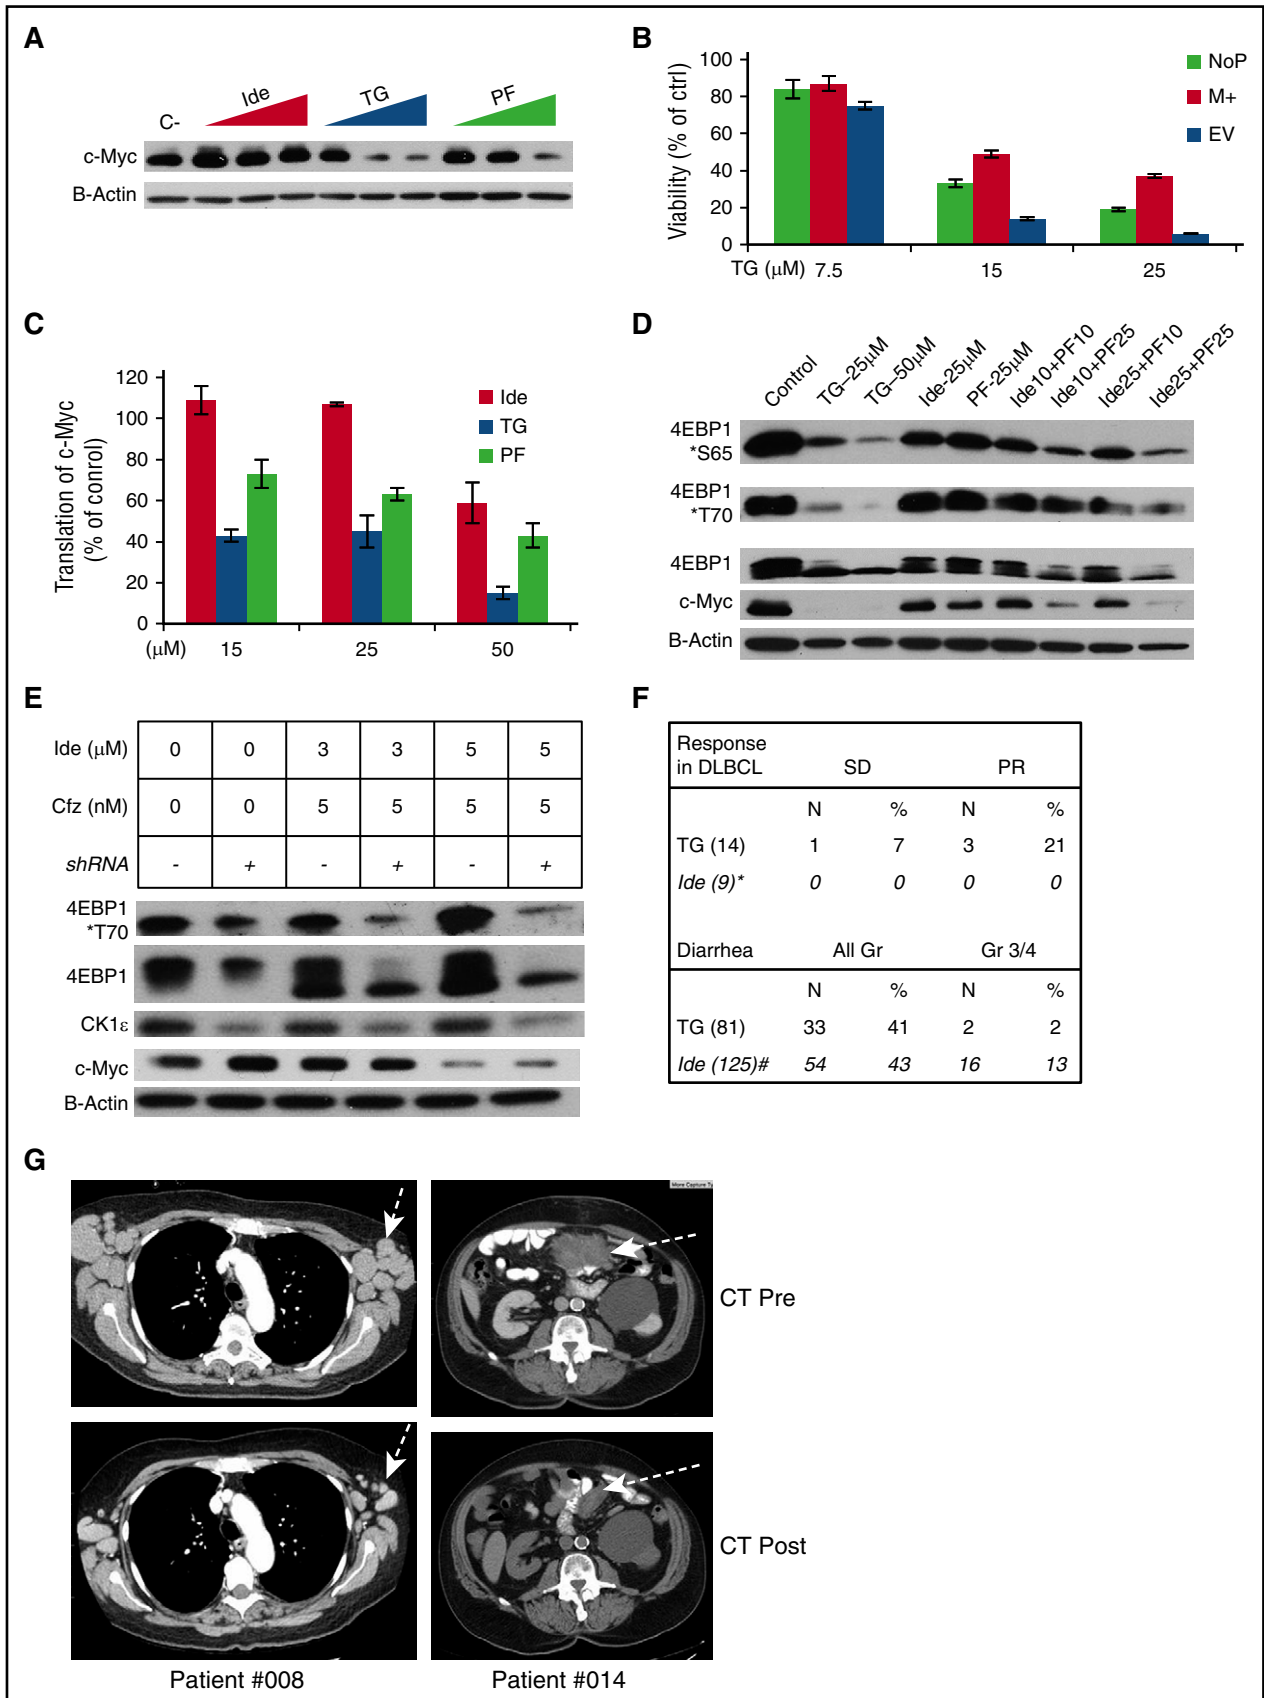 A
Ide
TG
PF
C-
c-Myc
B-Actin
B
Viability (% of ctrl)
100
80
60
40
20
0
NoP
M+
EV
TG (μM) 7.5 15 25
C
Translation of c-Myc
(% of conrol)
120
100
80
60
40
20
0
Ide
TG
PF
(μM) 15 25 50
D
Control
TG–25μM
TG–50μM
Ide-25μM
PF-25μM
Ide10+PF10
Ide10+PF25
Ide25+PF10
Ide25+PF25
4EBP1
*S65
4EBP1
*T70
4EBP1
c-Myc
B-Actin
E
Ide (μM) 0 0 3 3 5 5
Cfz (nM) 0 0 5 5 5 5
shRNA - + - + - +
4EBP1
*T70
4EBP1
CK1ε
c-Myc
B-Actin
F
Response
in DLBCL SD PR
N % N %
TG (14) 1 7 3 21
Ide (9)* 0 0 0 0
Diarrhea All Gr Gr 3/4
N % N %
TG (81) 33 41 2 2
Ide (125)# 54 43 16 13
G
More Capture Ty
CT Pre
CT Post
Patient #008
Patient #014